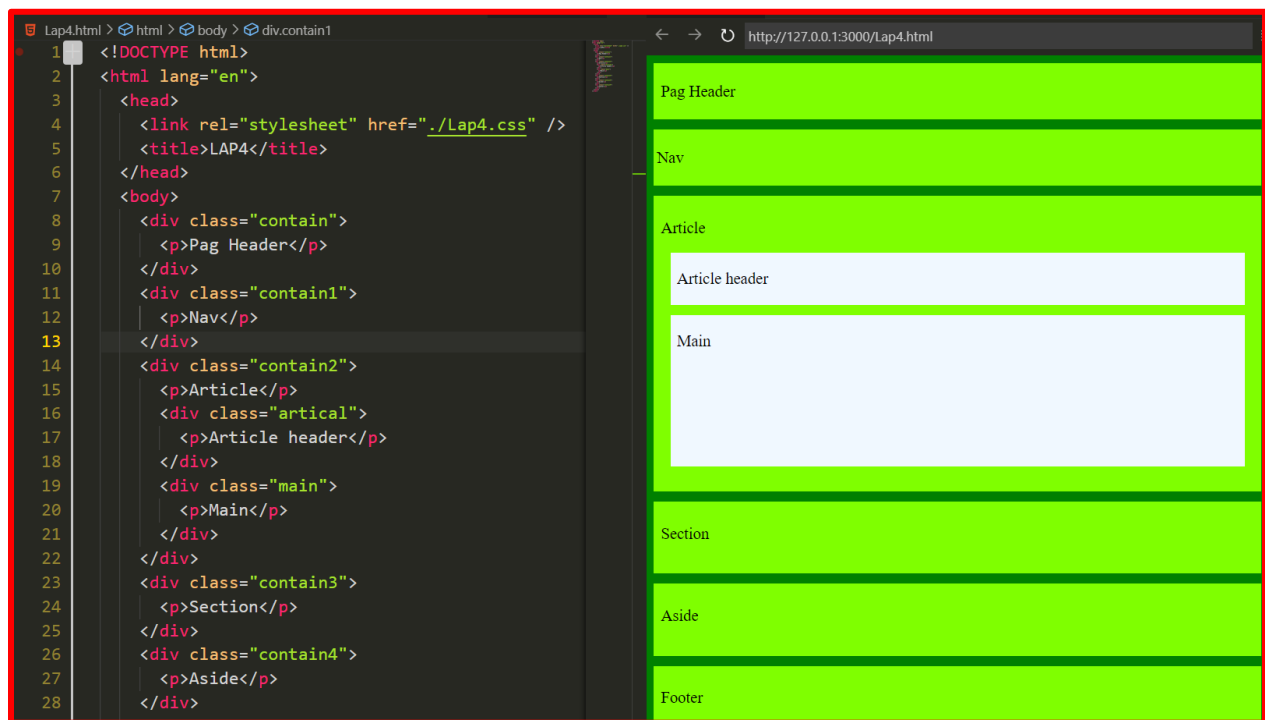 Lap4.html > html > body > div.contain1
1 <!DOCTYPE html>
2 <html lang="en">
3 <head>
4 <link rel="stylesheet" href="./Lap4.css" />
5 <title>LAP4</title>
6 </head>
7 <body>
8 <div class="contain">
9 <p>Pag Header</p>
10 </div>
11 <div class="contain1">
12 <p>Nav</p>
13 </div>
14 <div class="contain2">
15 <p>Article</p>
16 <div class="artical">
17 <p>Article header</p>
18 </div>
19 <div class="main">
20 <p>Main</p>
21 </div>
22 </div>
23 <div class="contain3">
24 <p>Section</p>
25 </div>
26 <div class="contain4">
27 <p>Aside</p>
28 </div>
http://127.0.0.1:3000/Lap4.html
Pag Header
Nav
Article
Article header
Main
Section
Aside
Footer